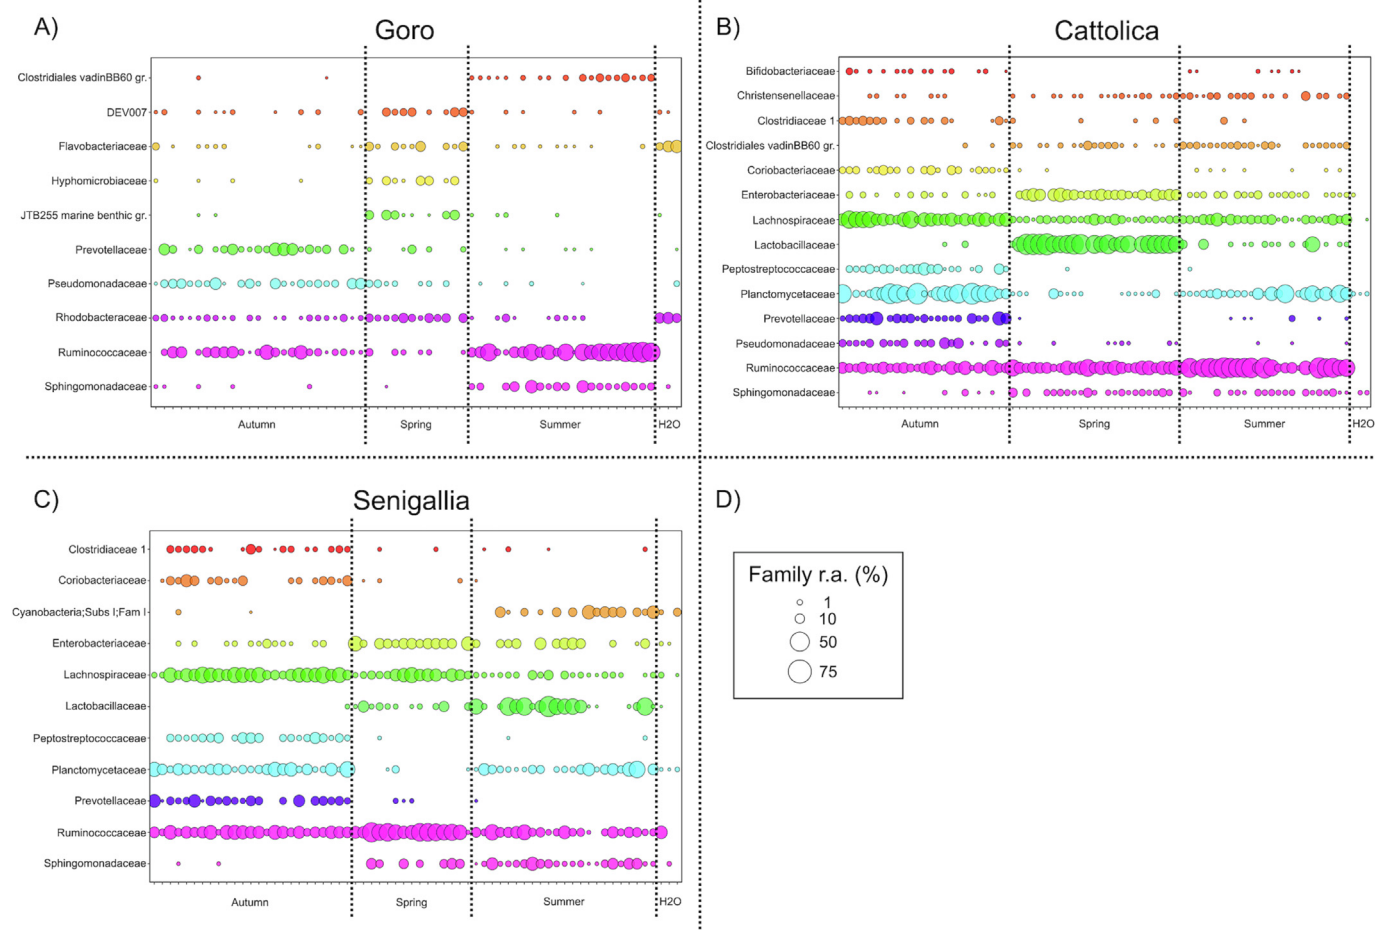 A)
Goro
Clostridiales vadinBB60 gr.
DEV007
Flavobacteriaceae
Hyphomicrobiaceae
JTB255 marine benthic gr.
Prevotellaceae
Pseudomonadaceae
Rhodobacteraceae
Ruminococcaceae
Sphingomonadaceae
Autumn Spring Summer H2O
B)
Cattolica
Bifidobacteriaceae
Christensenellaceae
Clostridiaceae 1
Clostridiales vadinBB60 gr.
Coriobacteriaceae
Enterobacteriaceae
Lachnospiraceae
Lactobacillaceae
Peptostreptococcaceae
Planctomycetaceae
Prevotellaceae
Pseudomonadaceae
Ruminococcaceae
Sphingomonadaceae
Autumn Spring Summer H2O
C)
Senigallia
Clostridiaceae 1
Coriobacteriaceae
Cyanobacteria;Subs I;Fam I
Enterobacteriaceae
Lachnospiraceae
Lactobacillaceae
Peptostreptococcaceae
Planctomycetaceae
Prevotellaceae
Ruminococcaceae
Sphingomonadaceae
Autumn Spring Summer H2O
D)
Family r.a. (%)
1
10
50
75